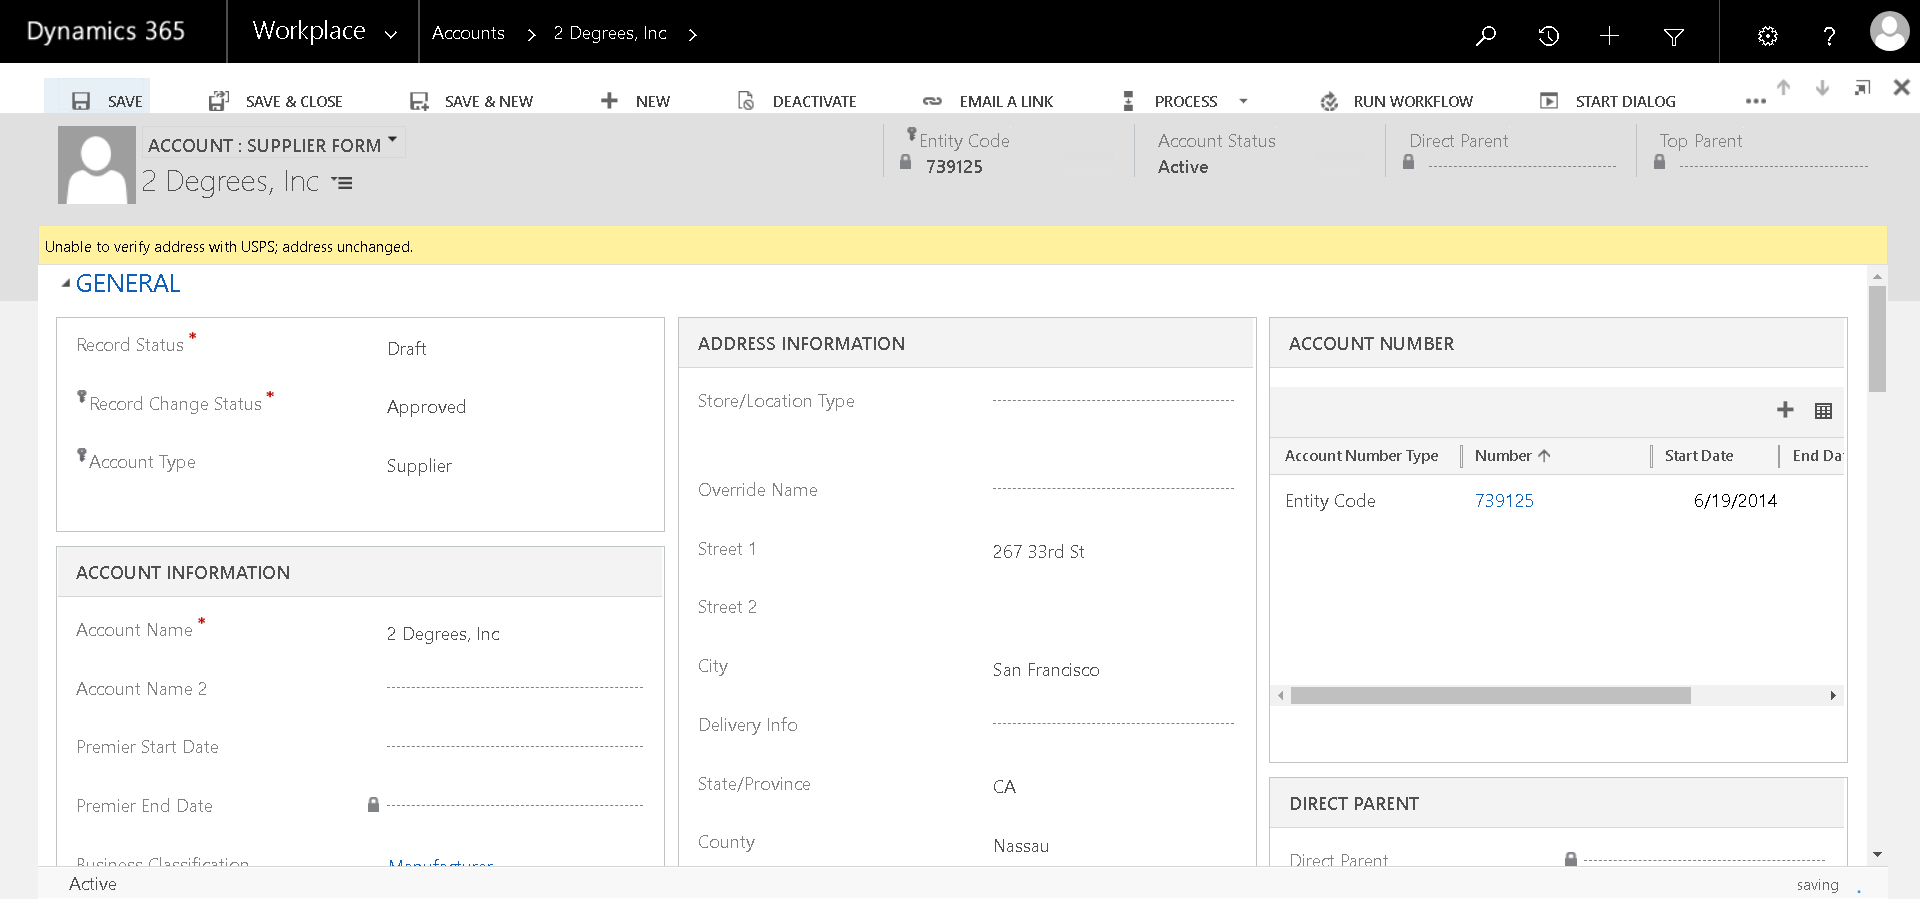 Dynamics 365
Workplace
Accounts
2 Degrees, Inc
SAVE
SAVE & CLOSE
SAVE & NEW
NEW
DEACTIVATE
EMAIL A LINK
PROCESS
RUN WORKFLOW
START DIALOG
ACCOUNT : SUPPLIER FORM
2 Degrees, Inc
Entity Code
739125
Account Status
Active
Direct Parent
Top Parent
Unable to verify address with USPS; address unchanged.
GENERAL
Record Status *
Draft
Record Change Status *
Approved
Account Type
Supplier
ACCOUNT INFORMATION
Account Name *
2 Degrees, Inc
Account Name 2
Premier Start Date
Premier End Date
Business Classification
Manufacturer
ADDRESS INFORMATION
Store/Location Type
Override Name
Street 1
267 33rd St
Street 2
City
San Francisco
Delivery Info
State/Province
CA
County
Nassau
ACCOUNT NUMBER
Account Number Type
Number
Start Date
End Da
Entity Code
739125
6/19/2014
DIRECT PARENT
Direct Parent
Active
saving